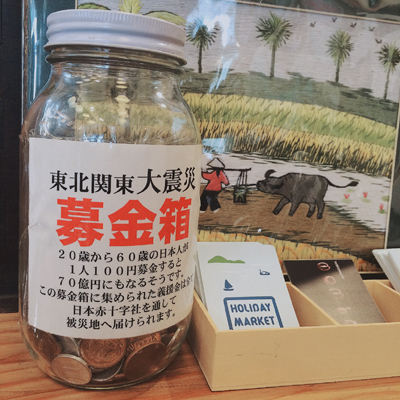 東北関東大震災
募金箱
20歳から60歳の日本人が
1人100円募金すると
70億円にもなるそうです。
この募金箱に集められた義援金は
日本赤十字社を通して
被災地へ届けられます。
HOLIDAY
MARKET